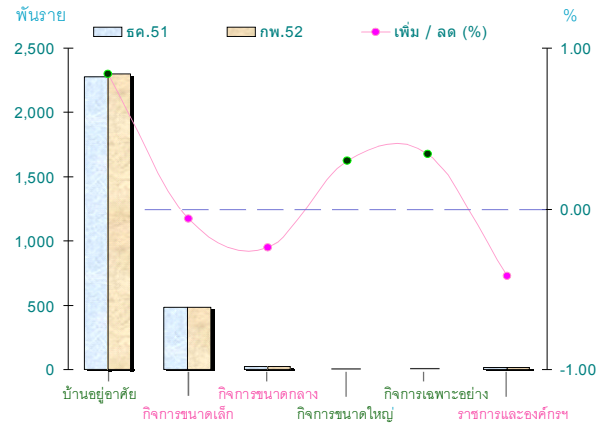 พันราย %
ธค.51 กพ.52 เพิ่ม / ลด (%)
2,500 1.00
2,000
1,500
1,000 0.00
500
0 -1.00
บ้านอยู่อาศัย กิจการขนาดกลาง กิจการเฉพาะอย่าง
กิจการขนาดเล็ก กิจการขนาดใหญ่ ราชการและองค์กรฯ